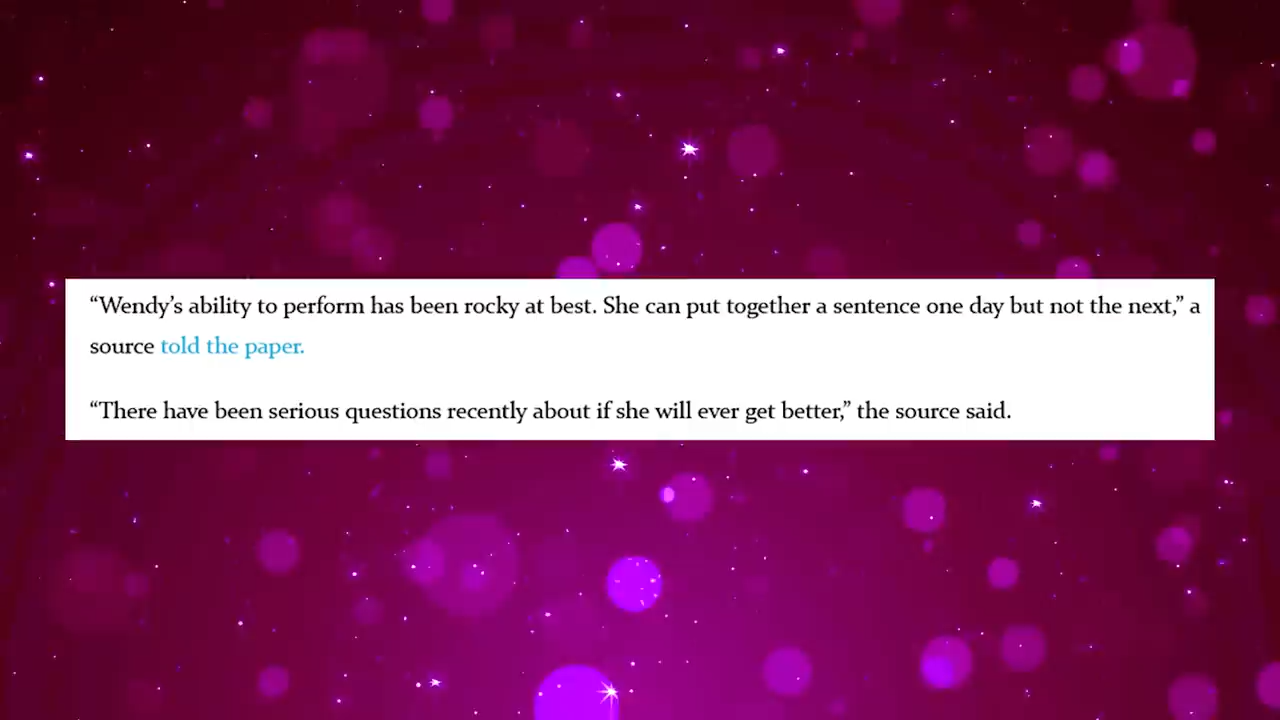 “Wendy’s ability to perform has been rocky at best. She can put together a sentence one day but not the next,” a
source told the paper.
“There have been serious questions recently about if she will ever get better,” the source said.